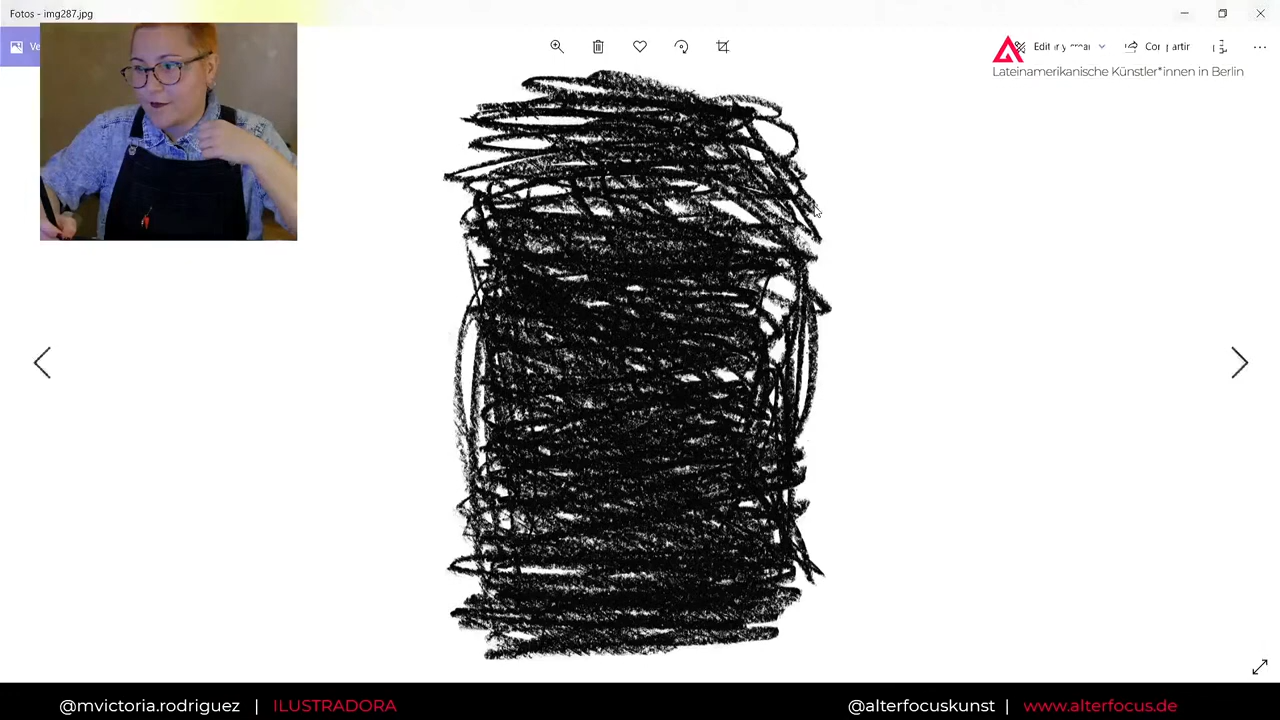 Fotos - img287.jpg
Lateinamerikanische Künstler*innen in Berlin
@mvictoria.rodriguez | ILUSTRADORA
@alterfocuskunst | www.alterfocus.de